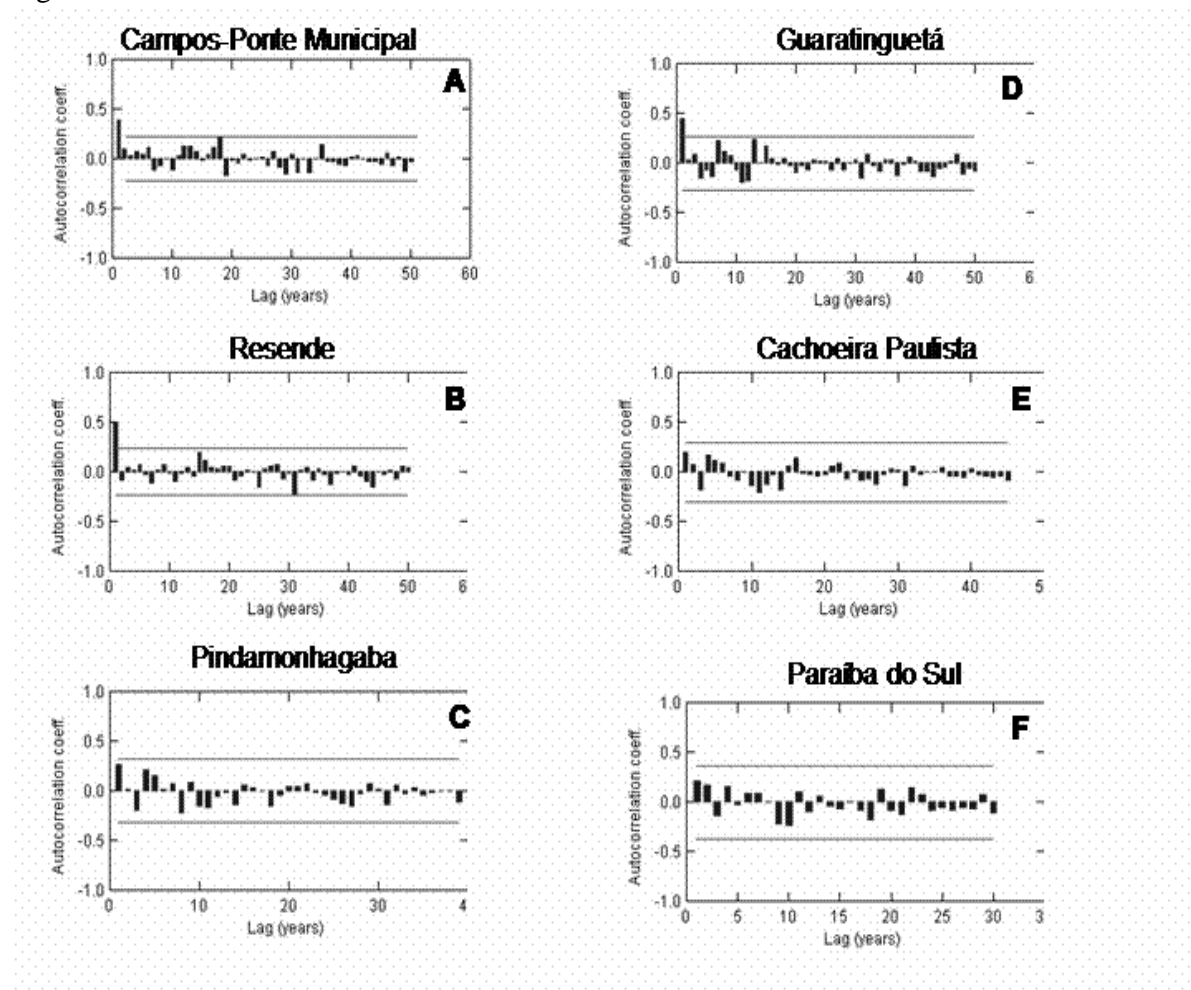 Campos-Ponte Municipal
A
1.0
0.5
0.0
-0.5
-1.0
Autocorrelation coeff.
0 10 20 30 40 50 60
Lag (years)
Guaratinguetá
D
1.0
0.5
0.0
-0.5
-1.0
Autocorrelation coeff.
0 10 20 30 40 50 6
Lag (years)
Resende
B
1.0
0.5
0.0
-0.5
-1.0
Autocorrelation coeff.
0 10 20 30 40 50 6
Lag (years)
Cachoeira Paulista
E
1.0
0.5
0.0
-0.5
-1.0
Autocorrelation coeff.
0 10 20 30 40 5
Lag (years)
Pindamonhagaba
C
1.0
0.5
0.0
-0.5
-1.0
Autocorrelation coeff.
0 10 20 30 4
Lag (years)
Paraíba do Sul
F
1.0
0.5
0.0
-0.5
-1.0
Autocorrelation coeff.
0 5 10 15 20 25 30 3
Lag (years)